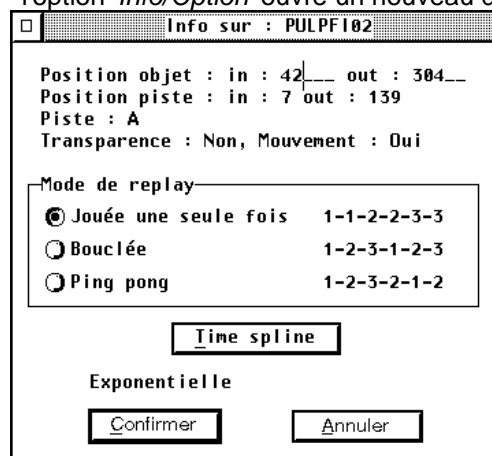 l'option 'Info/Option' ouvre un nouveau d
Info sur : PULPFI02
Position objet : in : 42___ out : 304__
Position piste : in : 7 out : 139
Piste : A
Transparence : Non, Mouvement : Oui
Mode de replay
Jouée une seule fois 1-1-2-2-3-3
Bouclée 1-2-3-1-2-3
Ping pong 1-2-3-2-1-2
Time spline
Exponentielle
Confirmer Annuler